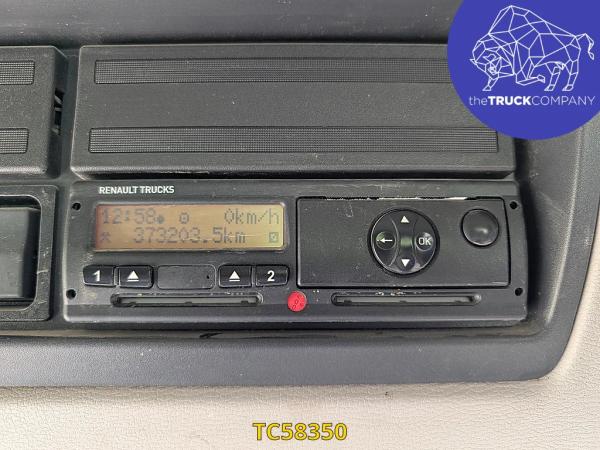 theTRUCKCOMPANY
RENAULT TRUCKS
12:58 0km/h
373203.5km
1 2
OK
TC58350